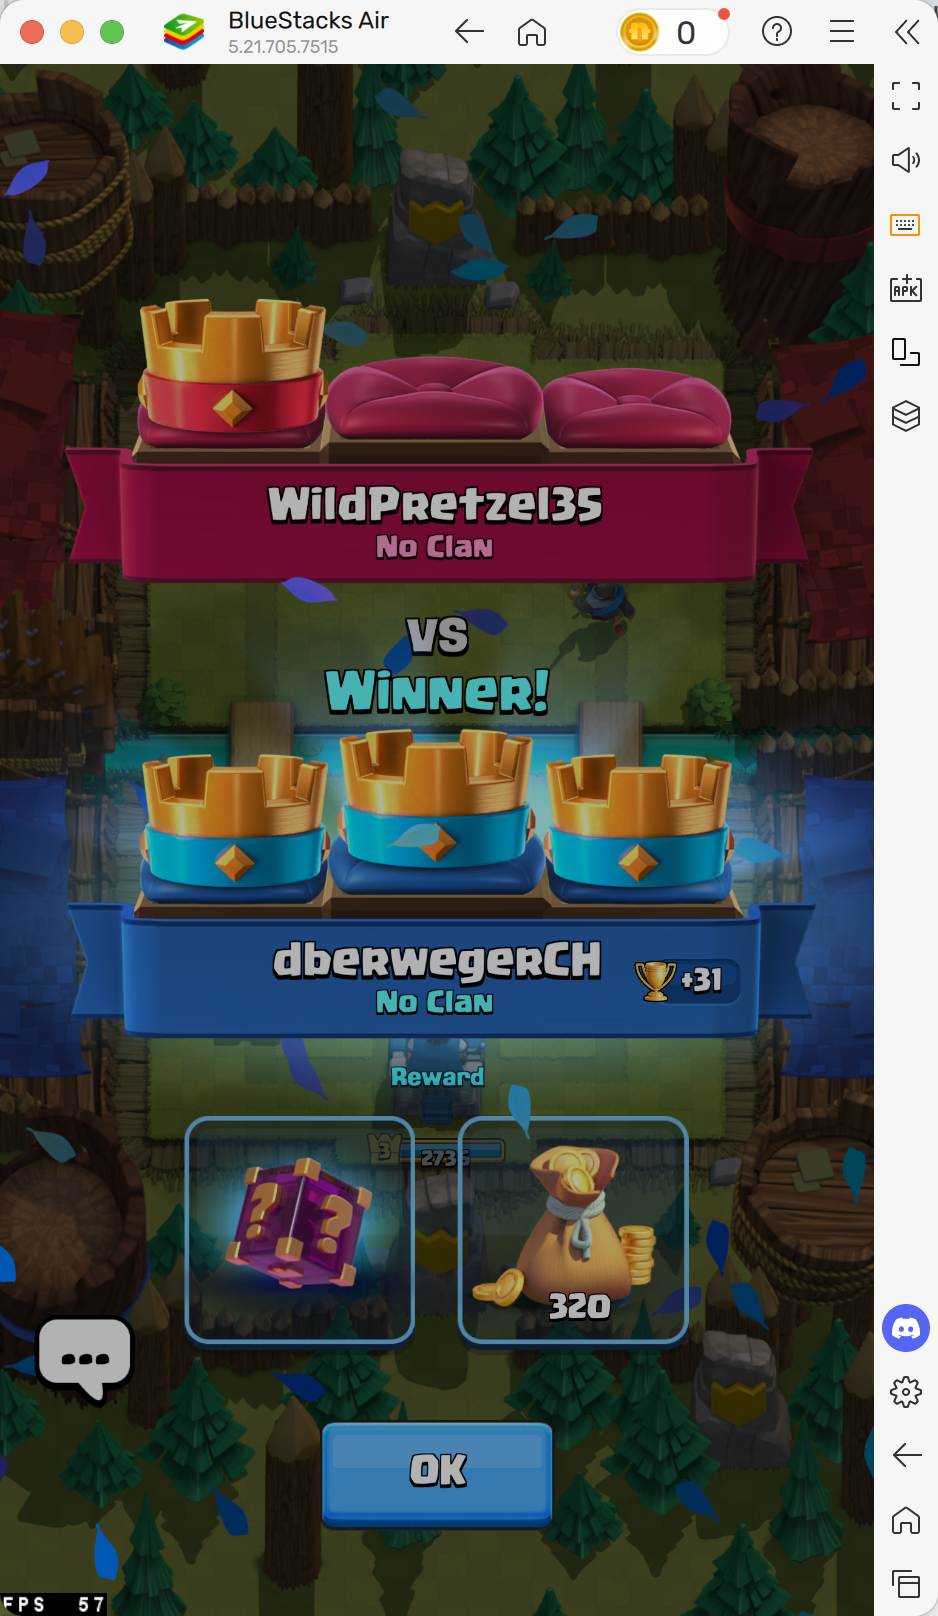 BlueStacks Air
5.21.705.7515
0
APK
WildPretzel35
No Clan
VS
Winner!
dberwegerCH
No Clan
+31
Reward
3
2735
? ?
320
...
OK
FPS 57